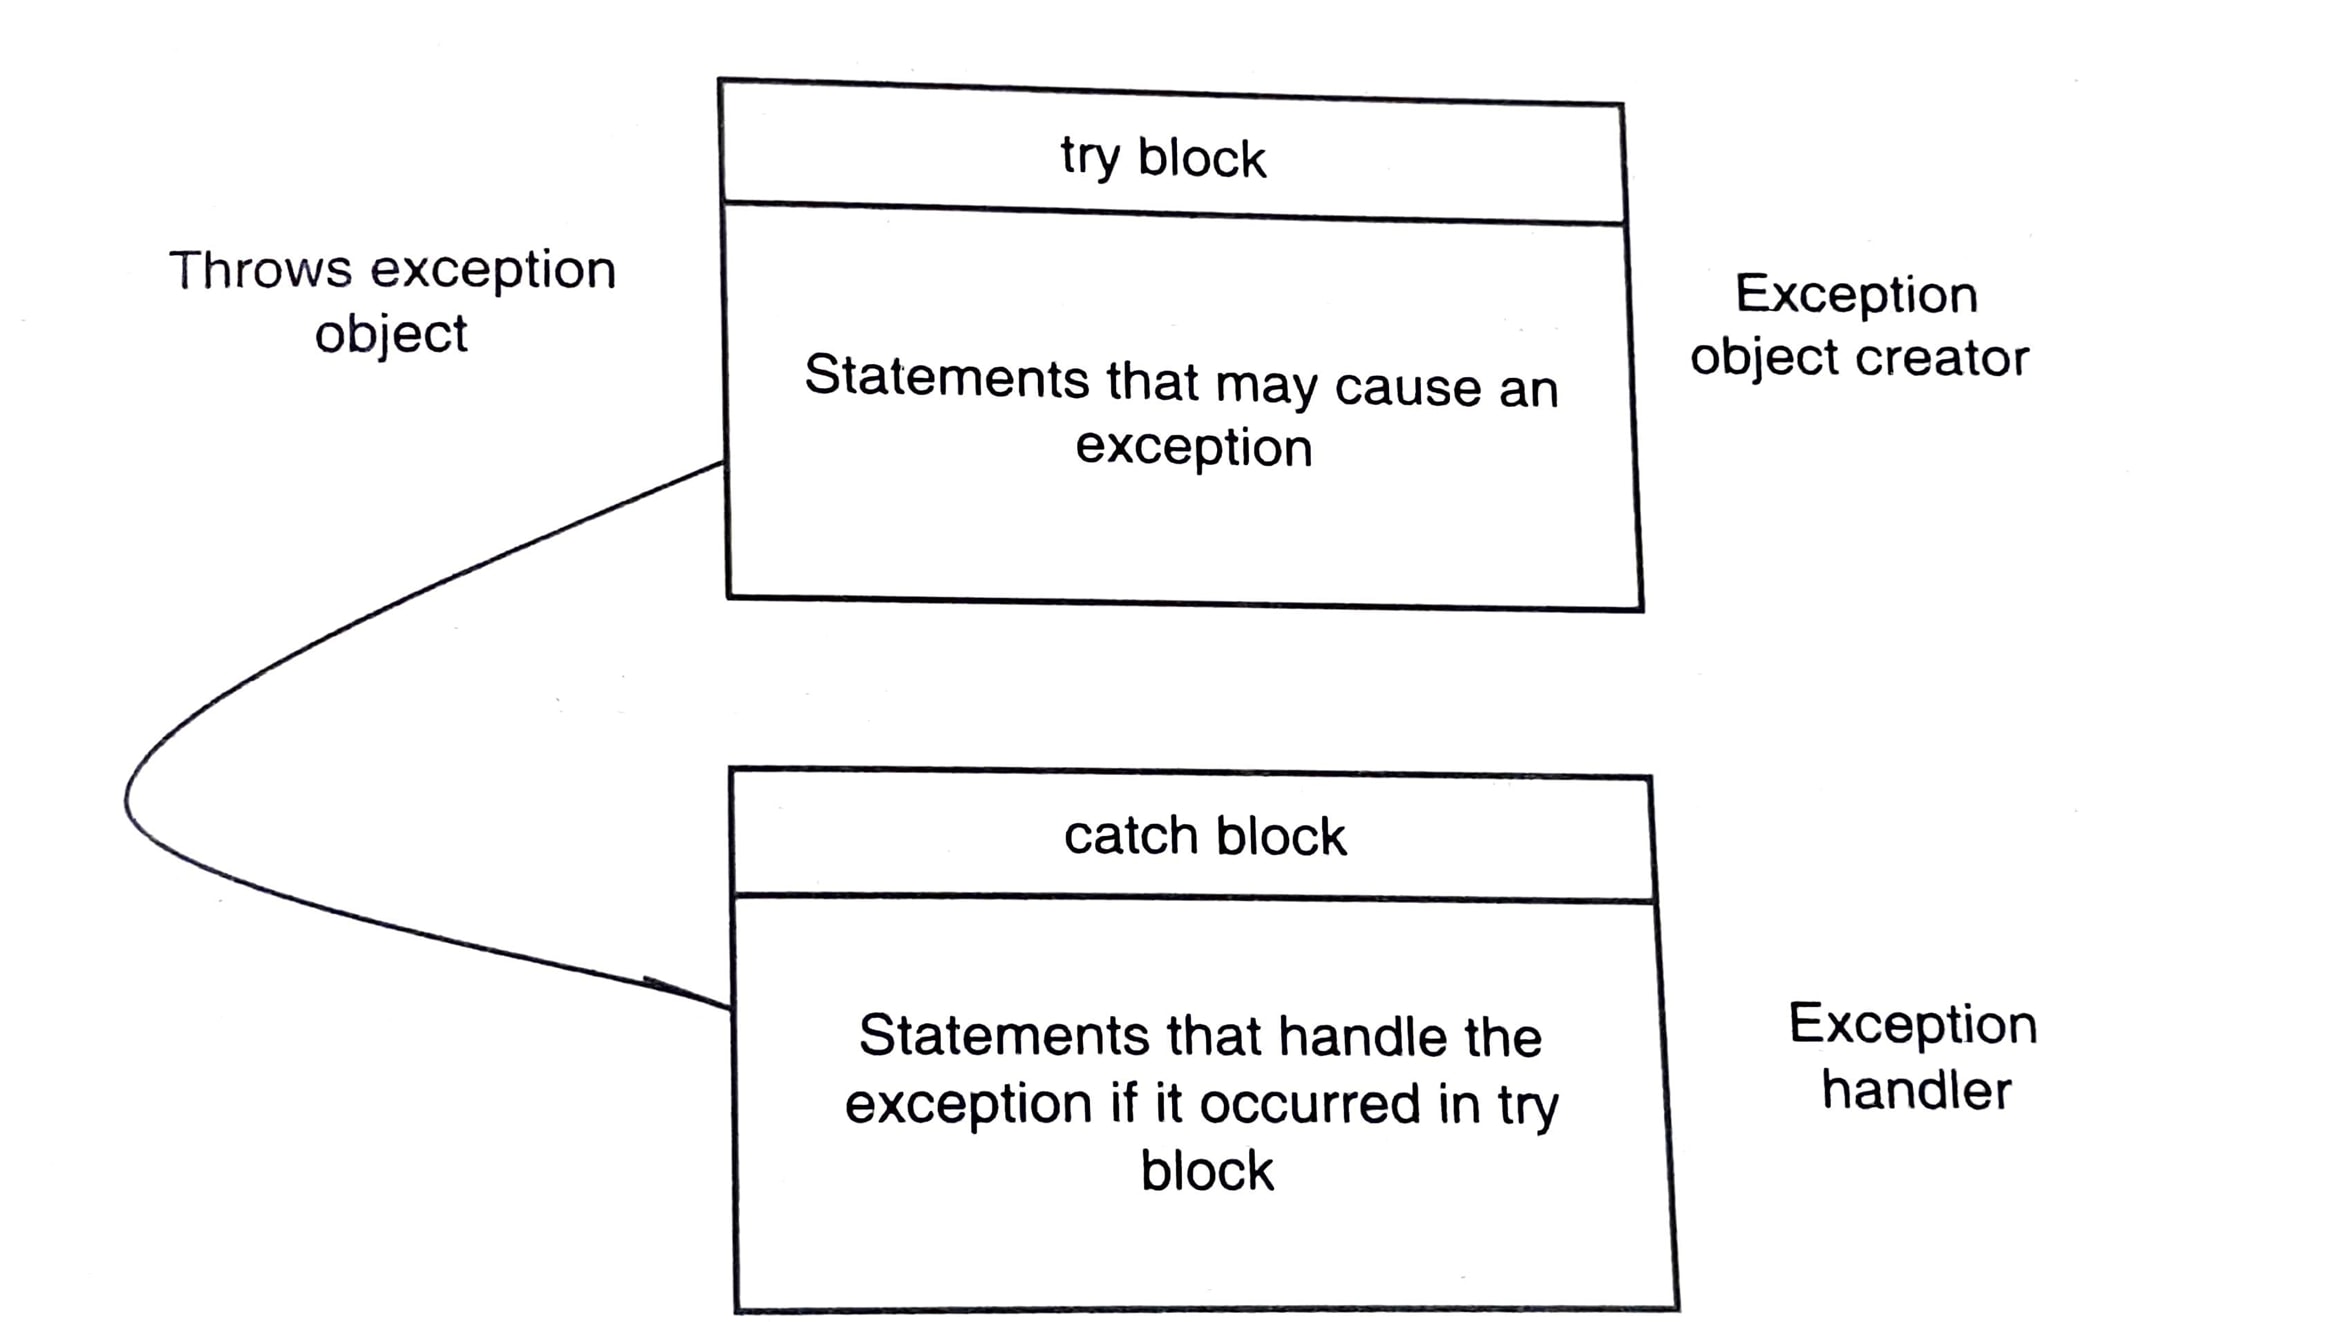 try block
Throws exception
object
Statements that may cause an
exception
Exception
object creator
catch block
Statements that handle the
exception if it occurred in try
block
Exception
handler